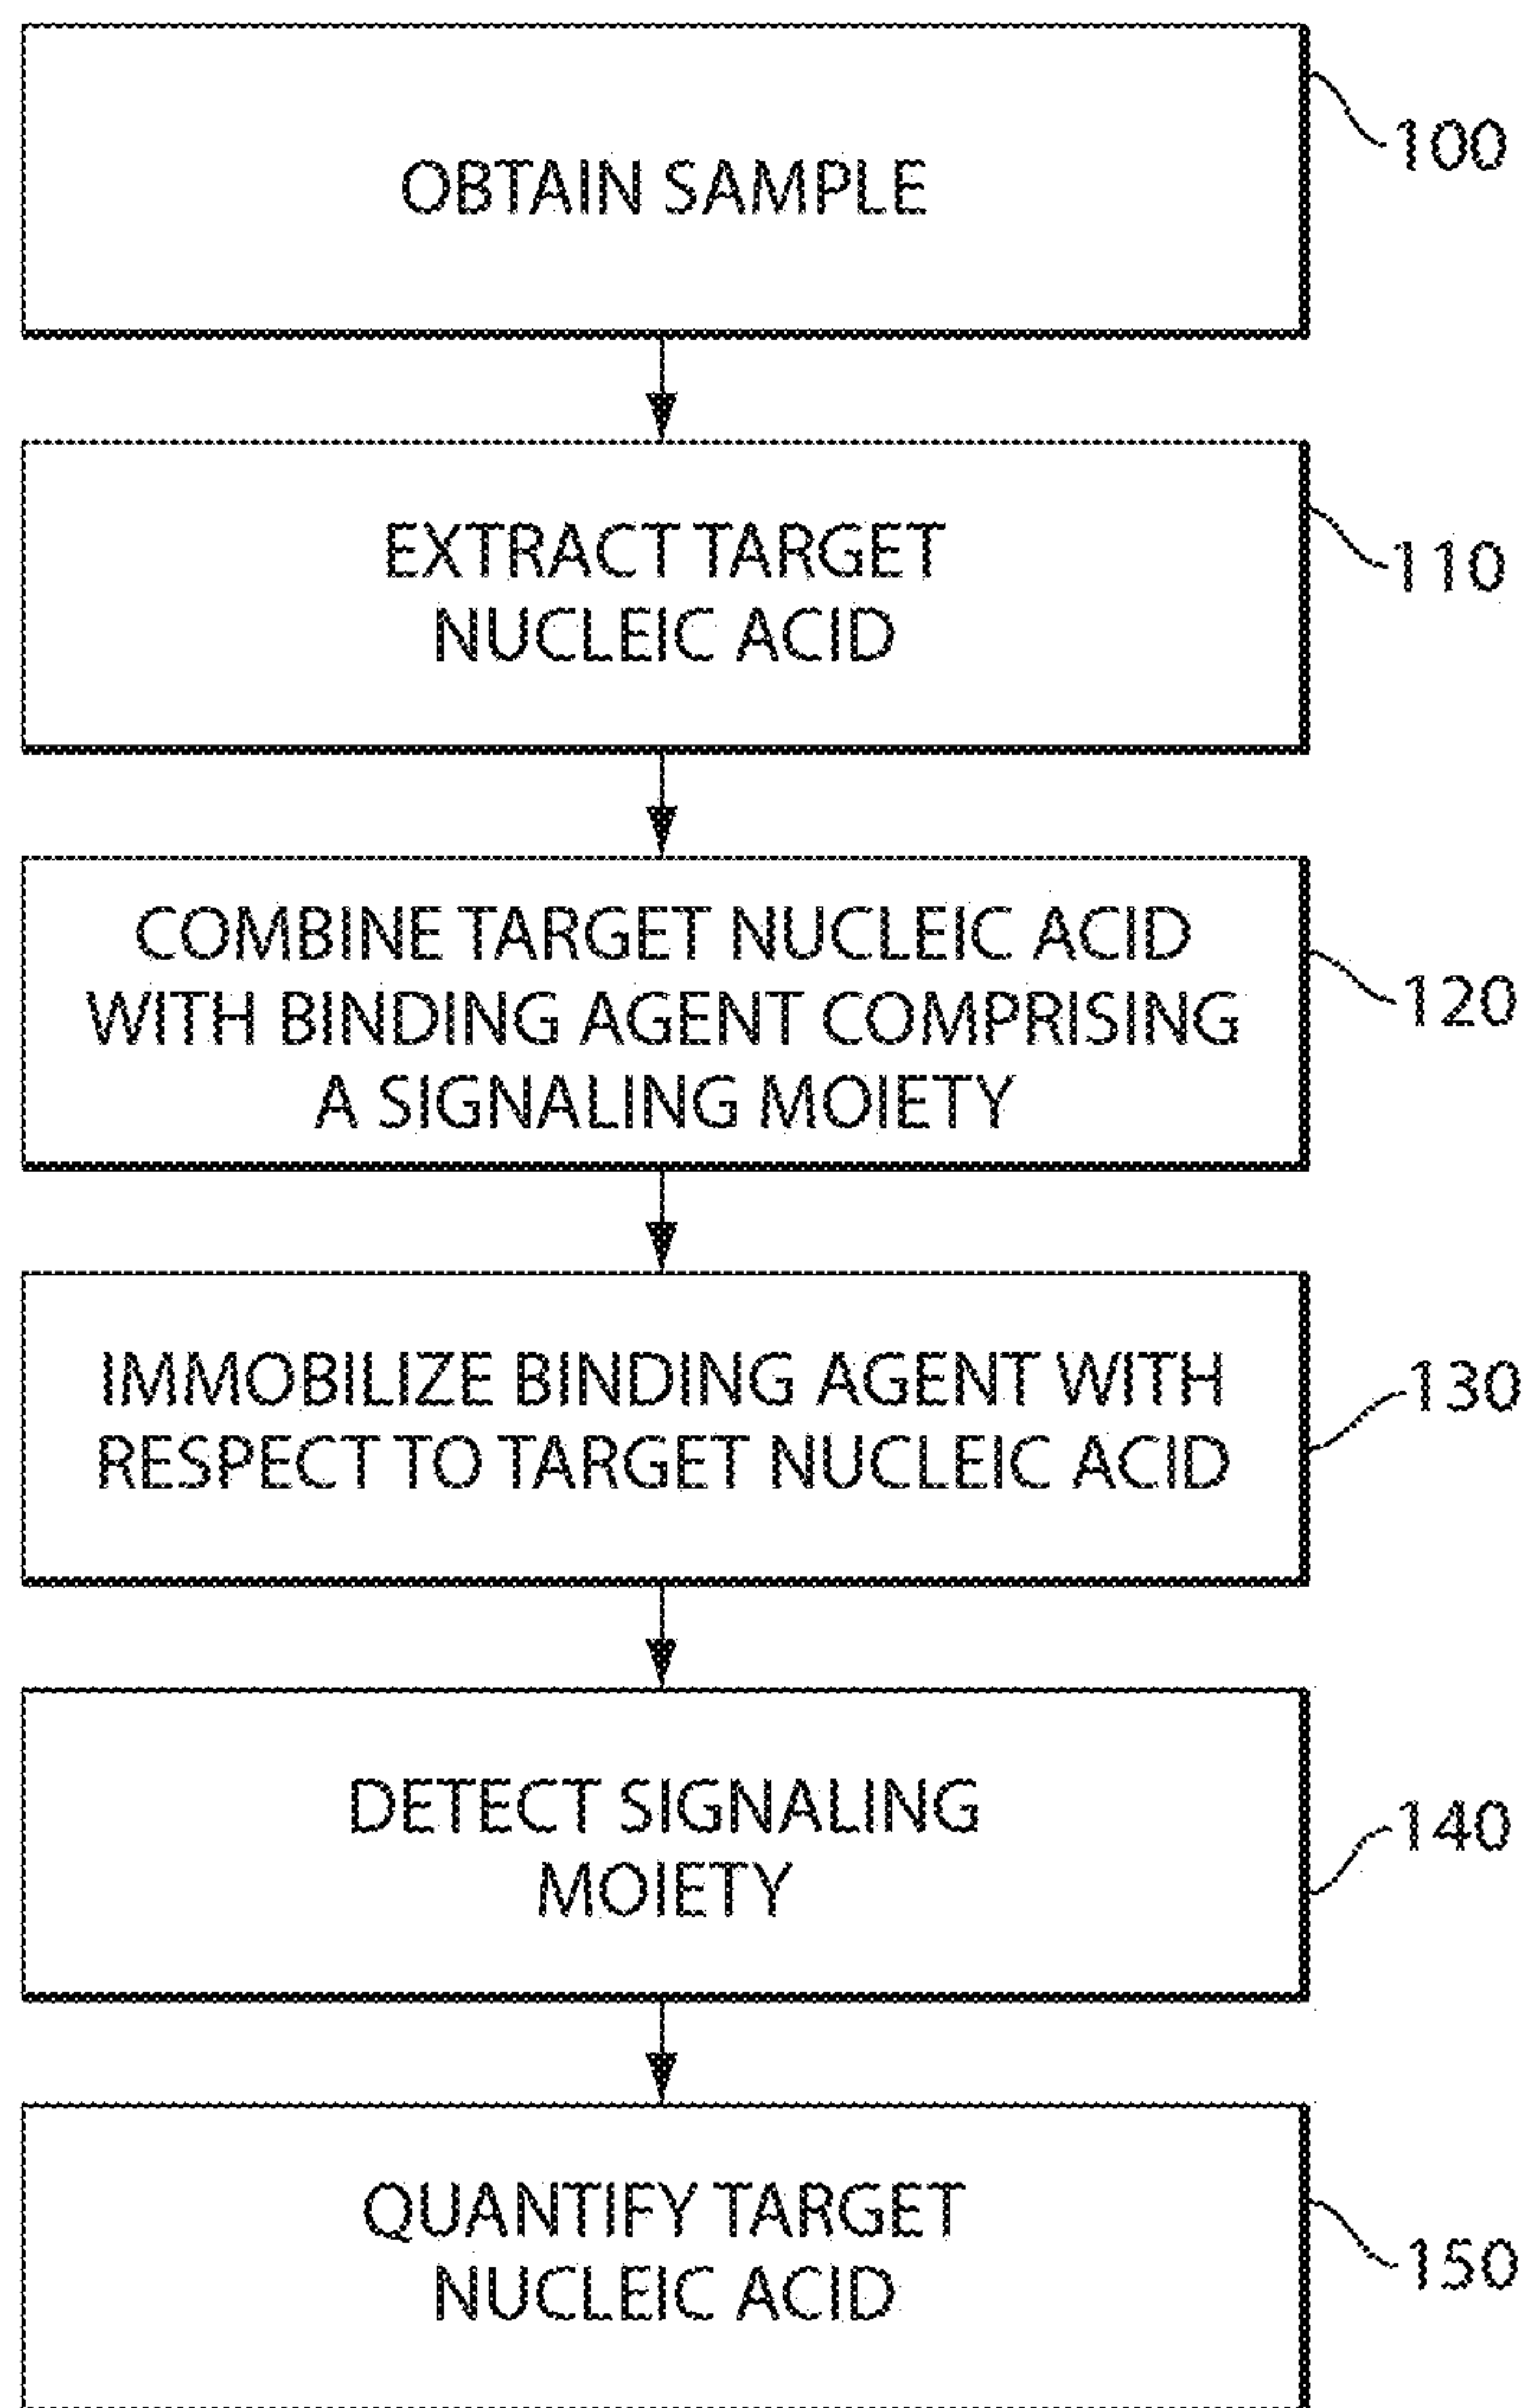 OBTAIN SAMPLE
100
EXTRACT TARGET
NUCLEIC ACID
110
COMBINE TARGET NUCLEIC ACID
WITH BINDING AGENT COMPRISING
A SIGNALING MOIETY
120
IMMOBILIZE BINDING AGENT WITH
RESPECT TO TARGET NUCLEIC ACID
130
DETECT SIGNALING
MOIETY
140
QUANTIFY TARGET
NUCLEIC ACID
150